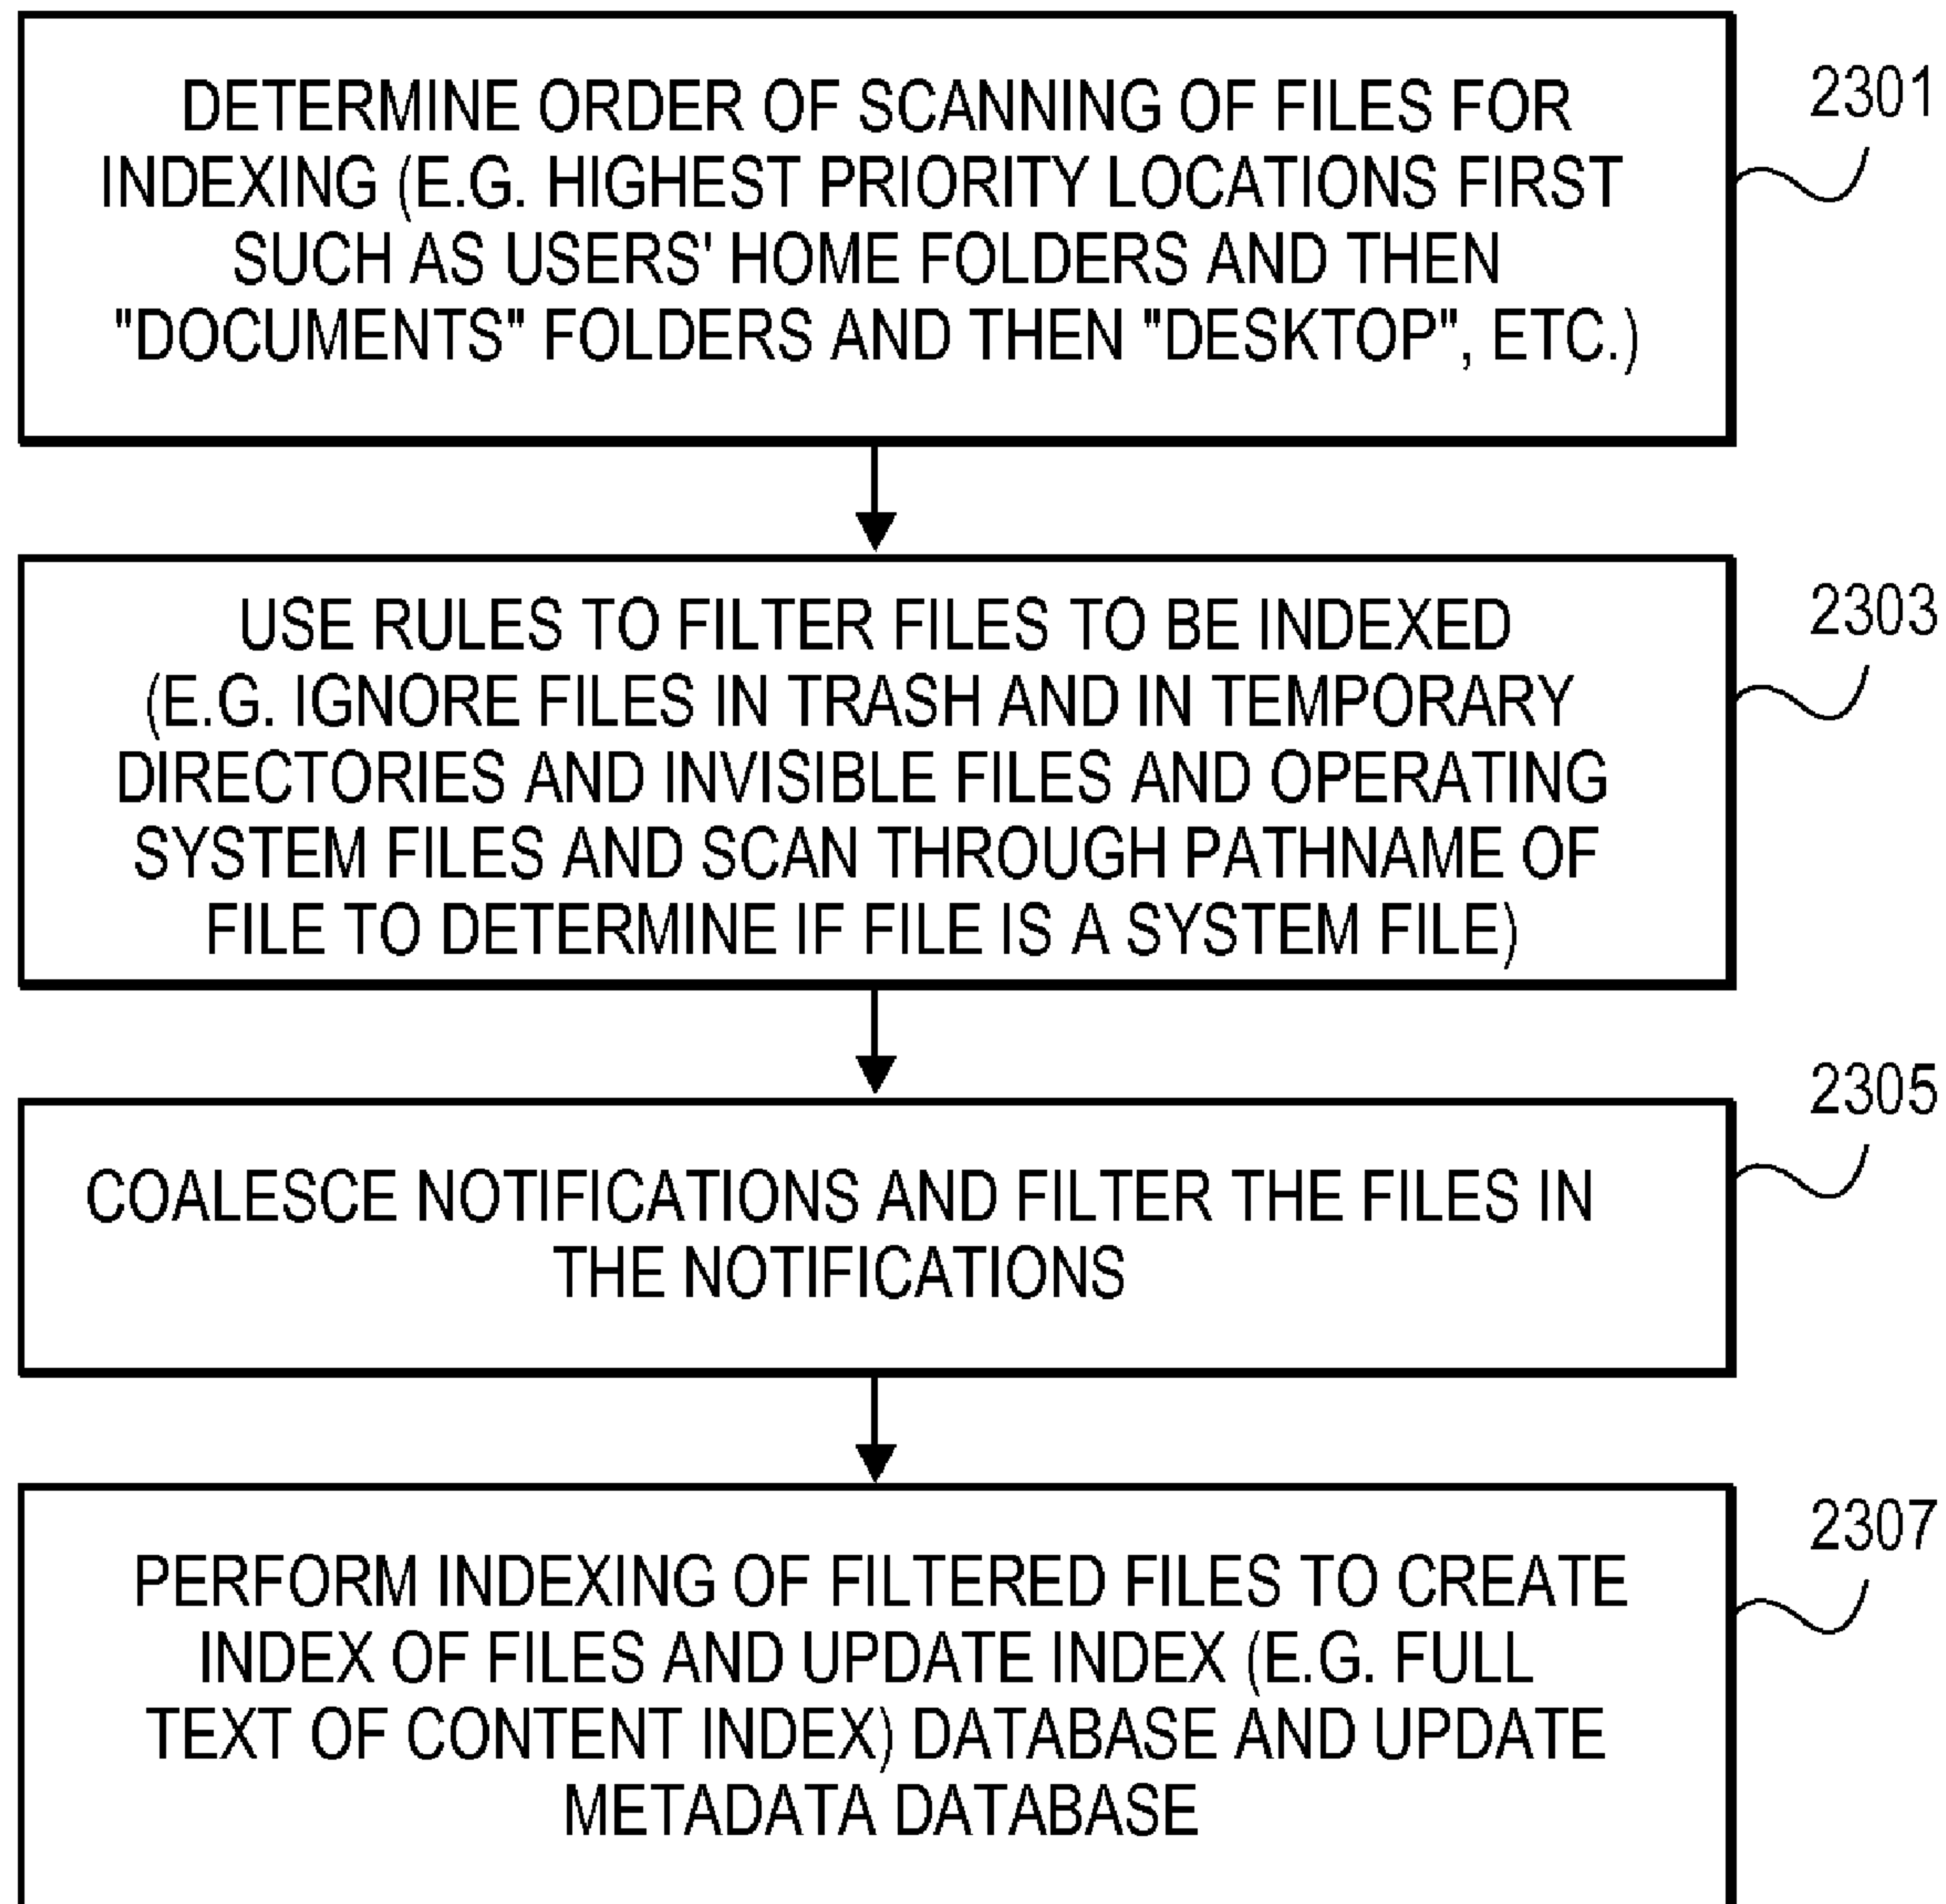 DETERMINE ORDER OF SCANNING OF FILES FOR
INDEXING (E.G. HIGHEST PRIORITY LOCATIONS FIRST
SUCH AS USERS' HOME FOLDERS AND THEN
"DOCUMENTS" FOLDERS AND THEN "DESKTOP", ETC.)
2301
USE RULES TO FILTER FILES TO BE INDEXED
(E.G. IGNORE FILES IN TRASH AND IN TEMPORARY
DIRECTORIES AND INVISIBLE FILES AND OPERATING
SYSTEM FILES AND SCAN THROUGH PATHNAME OF
FILE TO DETERMINE IF FILE IS A SYSTEM FILE)
2303
COALESCE NOTIFICATIONS AND FILTER THE FILES IN
THE NOTIFICATIONS
2305
PERFORM INDEXING OF FILTERED FILES TO CREATE
INDEX OF FILES AND UPDATE INDEX (E.G. FULL
TEXT OF CONTENT INDEX) DATABASE AND UPDATE
METADATA DATABASE
2307